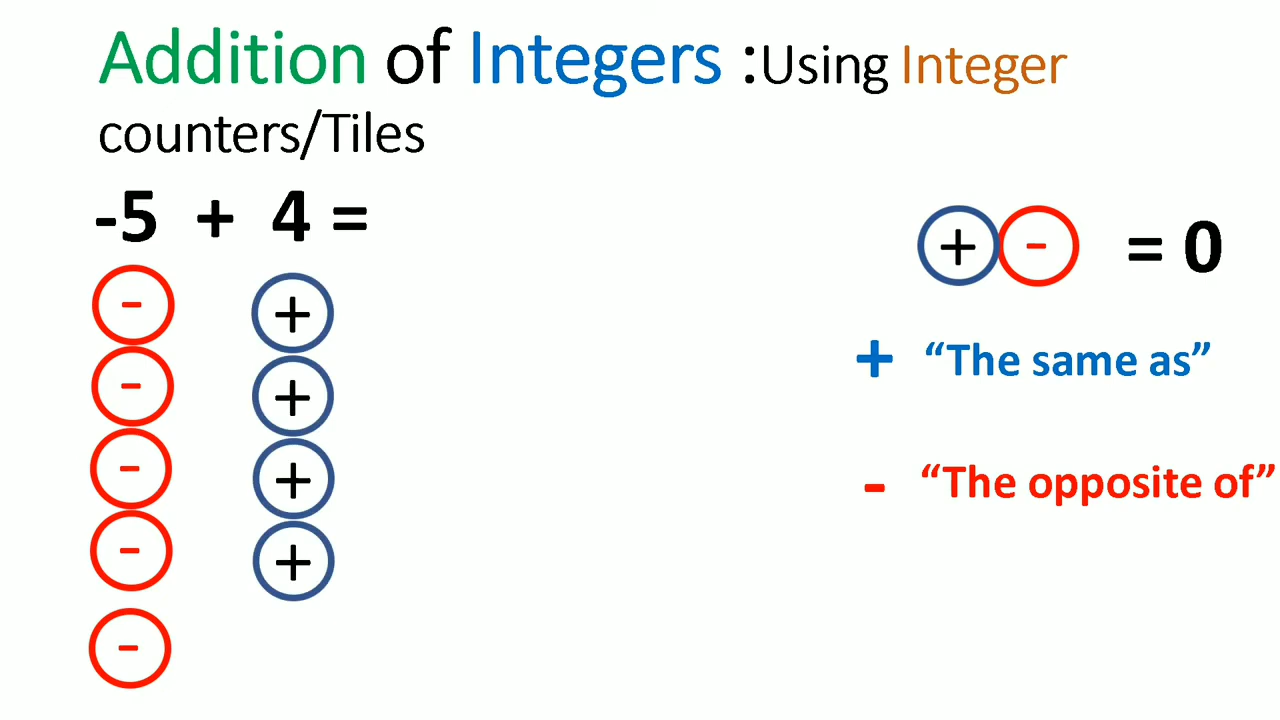 Addition of Integers :Using Integer
counters/Tiles
-5 + 4 =
+ - = 0
- +
+ “The same as”
- +
- +
- “The opposite of”
- +
-